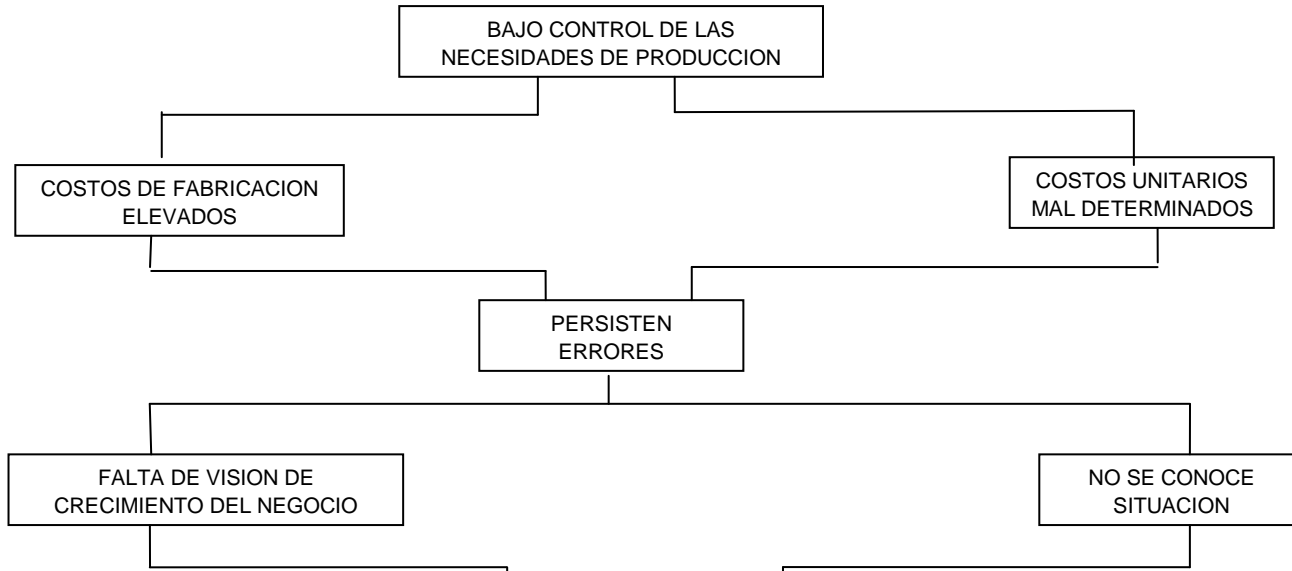 BAJO CONTROL DE LAS
NECESIDADES DE PRODUCCION
COSTOS DE FABRICACION
ELEVADOS
COSTOS UNITARIOS
MAL DETERMINADOS
PERSISTEN
ERRORES
FALTA DE VISION DE
CRECIMIENTO DEL NEGOCIO
NO SE CONOCE
SITUACION